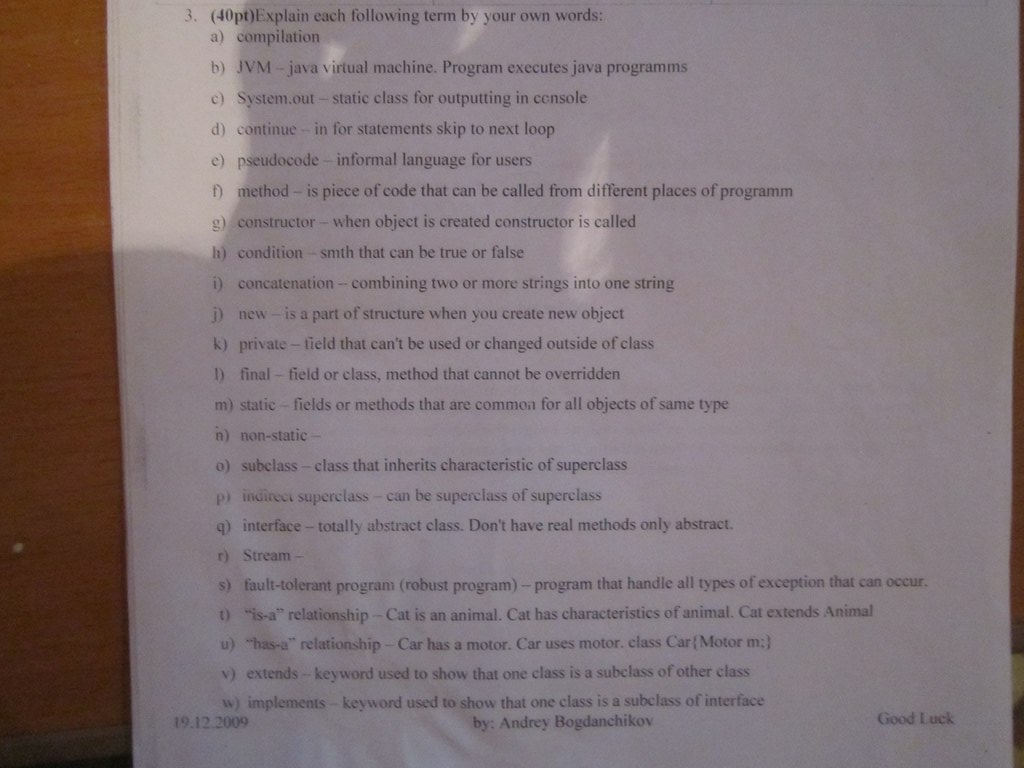 3. (40pt)Explain each following term by your own words:
a) compilation
b) JVM – java virtual machine. Program executes java programms
c) System.out – static class for outputting in console
d) continue – in for statements skip to next loop
e) pseudocode – informal language for users
f) method – is piece of code that can be called from different places of programm
g) constructor – when object is created constructor is called
h) condition – smth that can be true or false
i) concatenation – combining two or more strings into one string
j) new – is a part of structure when you create new object
k) private – field that can't be used or changed outside of class
l) final – field or class, method that cannot be overridden
m) static – fields or methods that are common for all objects of same type
n) non-static –
o) subclass – class that inherits characteristic of superclass
p) indirect superclass – can be superclass of superclass
q) interface – totally abstract class. Don't have real methods only abstract.
r) Stream –
s) fault-tolerant program (robust program) – program that handle all types of exception that can occur.
t) “is-a” relationship – Cat is an animal. Cat has characteristics of animal. Cat extends Animal
u) “has-a” relationship – Car has a motor. Car uses motor. class Car{Motor m;}
v) extends – keyword used to show that one class is a subclass of other class
w) implements – keyword used to show that one class is a subclass of interface
19.12.2009 by: Andrey Bogdanchikov Good Luck